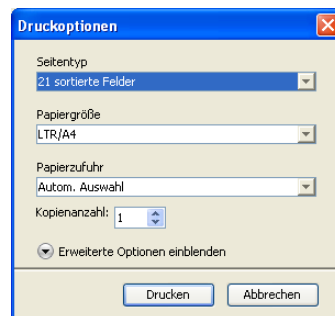 Druckoptionen
Seitentyp
21 sortierte Felder
Papiergröße
LTR/A4
Papierzufuhr
Autom. Auswahl
Kopienanzahl: 1
Erweiterte Optionen einblenden
Drucken Abbrechen